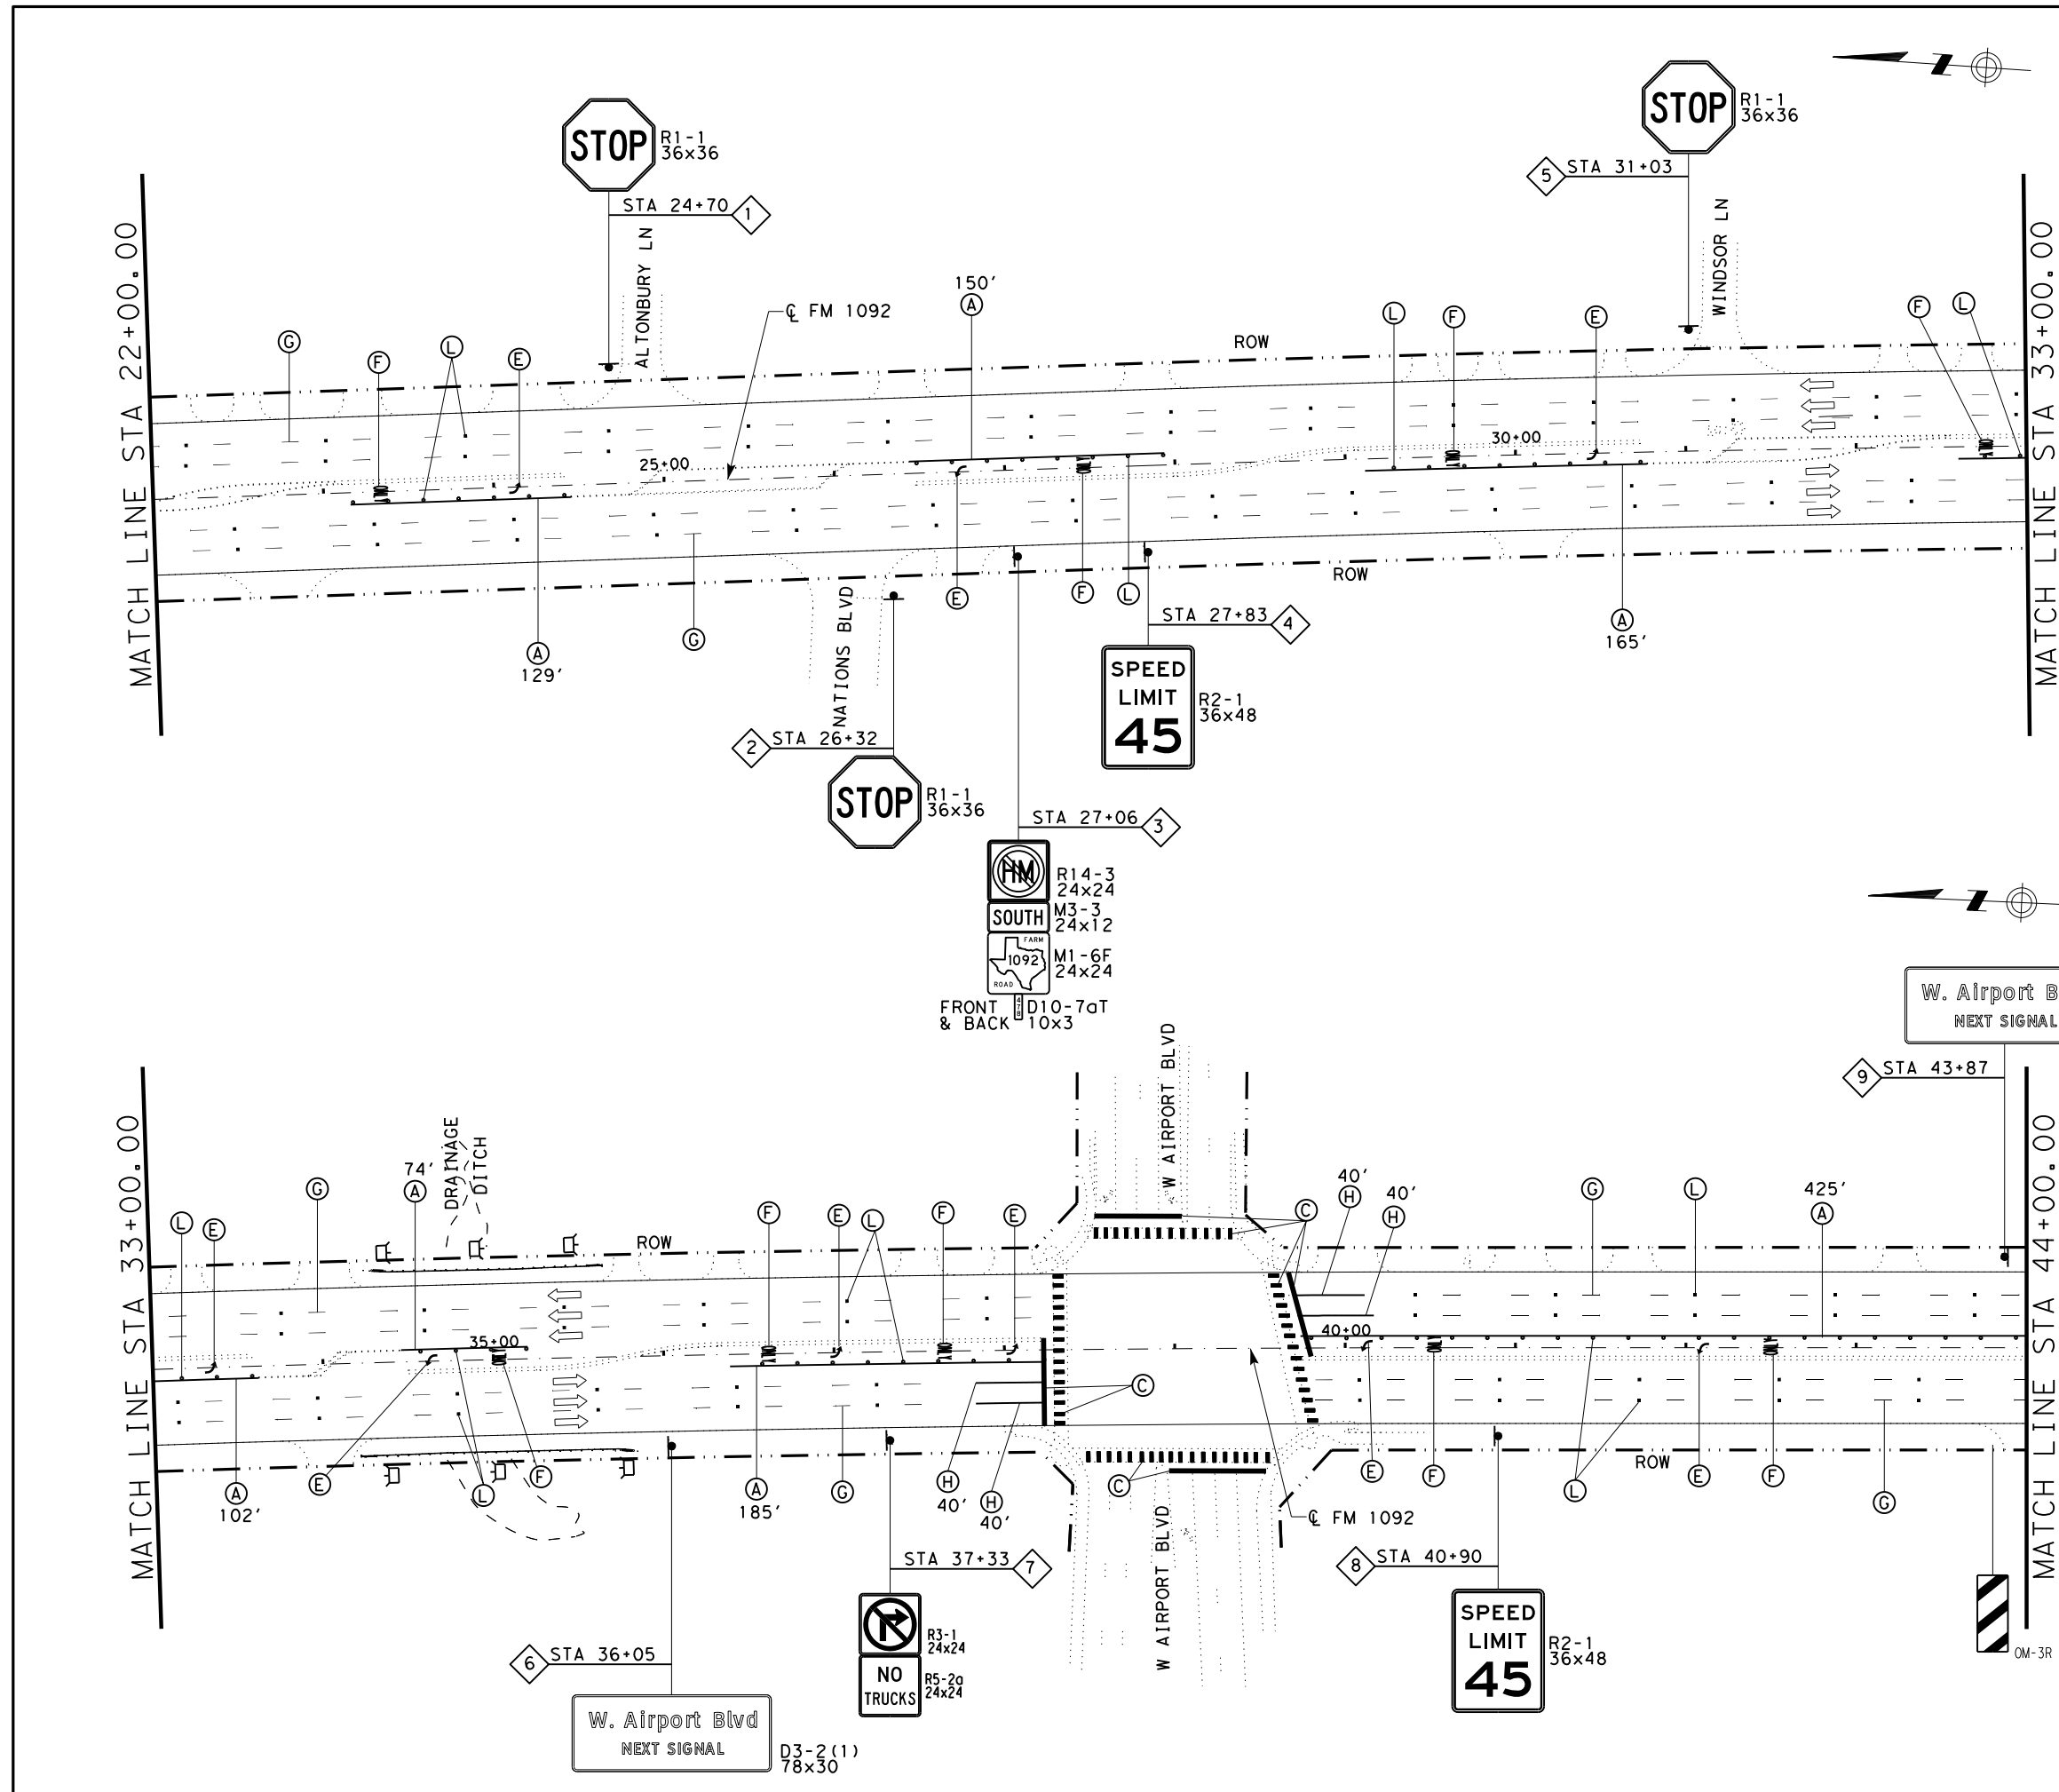 STOP
R1-1
36x36
STA 24+70
1
ALTONBURY LN
STOP
R1-1
36x36
5
STA 31+03
WINDSOR LN
MATCH LINE STA 22+00.00
MATCH LINE STA 33+00.00
G
F
L
E
℄ FM 1092
150'
A
ROW
L
F
E
F
L
25+00
30+00
A
129'
G
NATIONS BLVD
E
F
L
ROW
A
165'
2
STA 26+32
STOP
R1-1
36x36
STA 27+83
4
SPEED
LIMIT
45
R2-1
36x48
STA 27+06
3
HM
R14-3
24x24
SOUTH
M3-3
24x12
FARM
1092
ROAD
M1-6F
24x24
FRONT
& BACK
478
D10-7aT
10x3
W. Airport B
NEXT SIGNAL
9
STA 43+87
MATCH LINE STA 33+00.00
MATCH LINE STA 44+00.00
DRAINAGE
DITCH
W AIRPORT BLVD
L
E
G
74'
A
ROW
F
E
L
F
E
C
40'
H
40'
H
G
L
425'
A
35+00
40+00
C
A
102'
E
L
F
A
185'
G
H
40'
H
40'
C
W AIRPORT BLVD
℄ FM 1092
E
F
L
ROW
E
F
G
6
STA 36+05
W. Airport Blvd
NEXT SIGNAL
D3-2(1)
78x30
STA 37+33
7
R3-1
24x24
NO
TRUCKS
R5-2a
24x24
8
STA 40+90
SPEED
LIMIT
45
R2-1
36x48
OM-3R